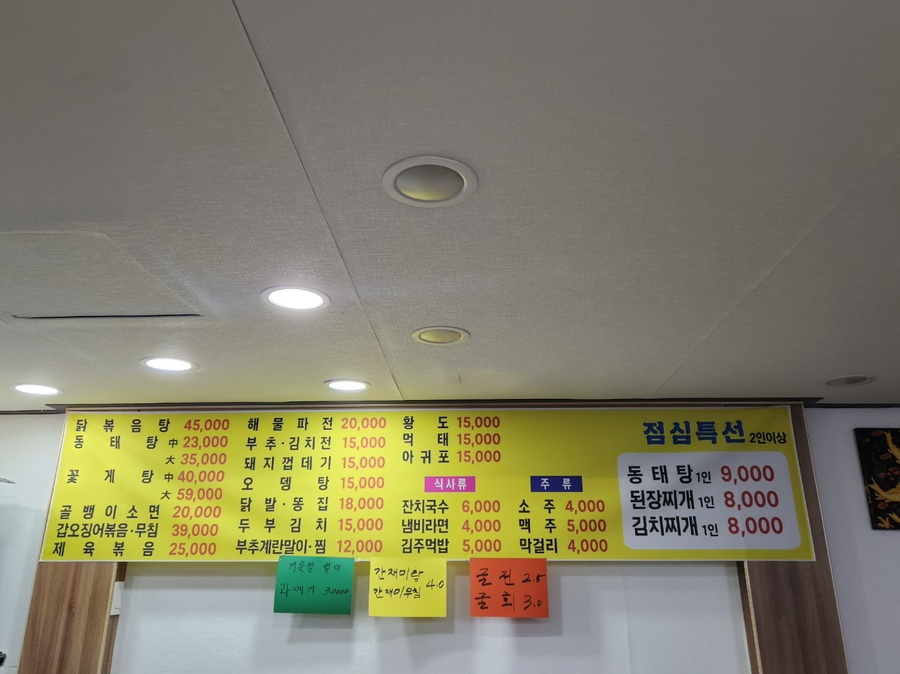 닭볶음탕 45,000
동태탕 中 23,000
大 35,000
꽃게탕 中 40,000
大 59,000
골뱅이소면 20,000
갑오징어볶음·무침 39,000
제육볶음 25,000
해물파전 20,000
부추·김치전 15,000
돼지껍데기 15,000
오뎅탕 15,000
닭발·똥집 18,000
두부김치 15,000
부추계란말이·찜 12,000
황도 15,000
먹태 15,000
아귀포 15,000
식사류
잔치국수 6,000
냄비라면 4,000
김주먹밥 5,000
주류
소주 4,000
맥주 5,000
막걸리 4,000
점심특선 2인이상
동태탕 1인 9,000
된장찌개 1인 8,000
김치찌개 1인 8,000
과메기 30000
간재미탕
간재미무침 4.0
굴전 2.5
굴회 3.0